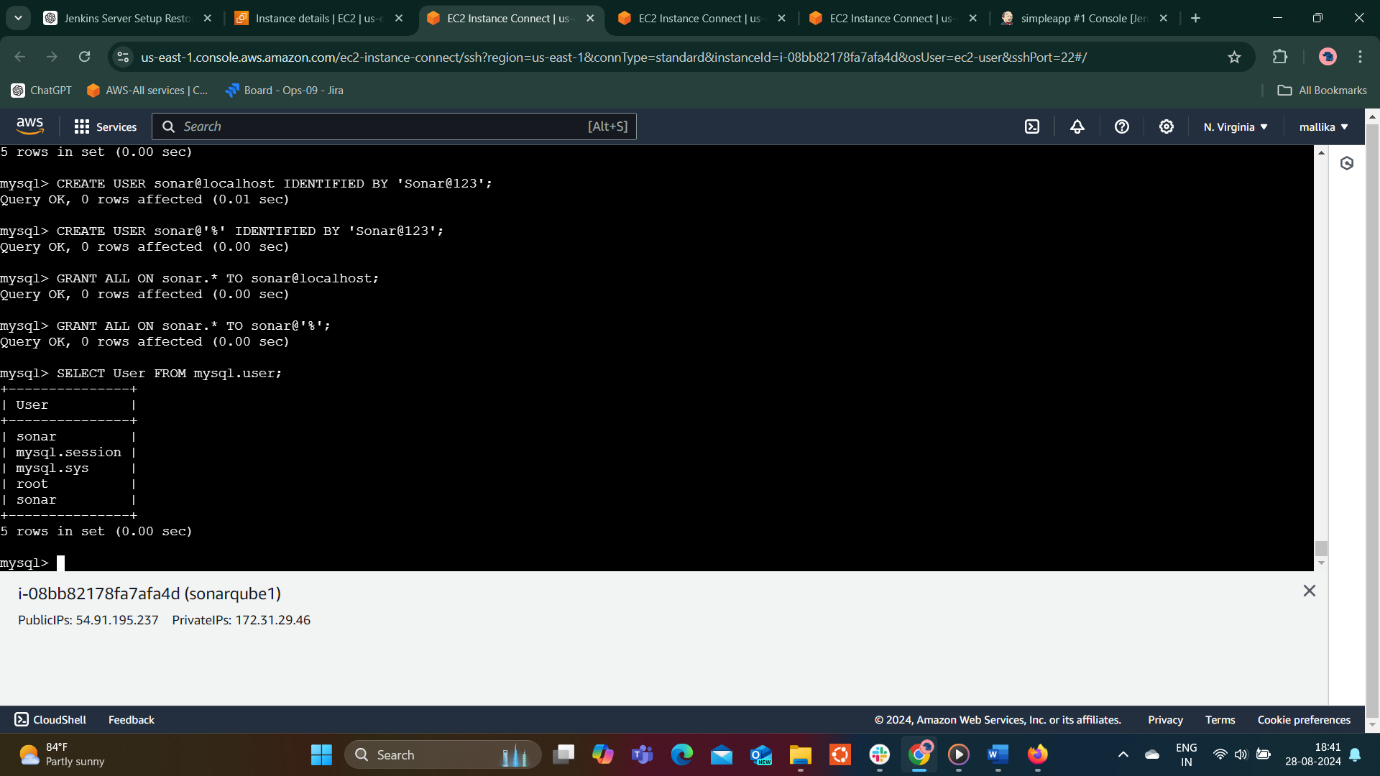 Jenkins Server Setup Resto
Instance details | EC2 | us-e
EC2 Instance Connect | us-
EC2 Instance Connect | us-
EC2 Instance Connect | us-
simpleapp #1 Console [Jen
us-east-1.console.aws.amazon.com/ec2-instance-connect/ssh?region=us-east-1&connType=standard&instanceId=i-08bb82178fa7afa4d&osUser=ec2-user&sshPort=22#/
ChatGPT
AWS-All services | C...
Board - Ops-09 - Jira
All Bookmarks
aws
Services
Search
[Alt+S]
N. Virginia
mallika
5 rows in set (0.00 sec)
mysql> CREATE USER sonar@localhost IDENTIFIED BY 'Sonar@123';
Query OK, 0 rows affected (0.01 sec)
mysql> CREATE USER sonar@'%' IDENTIFIED BY 'Sonar@123';
Query OK, 0 rows affected (0.00 sec)
mysql> GRANT ALL ON sonar.* TO sonar@localhost;
Query OK, 0 rows affected (0.00 sec)
mysql> GRANT ALL ON sonar.* TO sonar@'%';
Query OK, 0 rows affected (0.00 sec)
mysql> SELECT User FROM mysql.user;
+---------------+
| User          |
+---------------+
| sonar         |
| mysql.session |
| mysql.sys     |
| root          |
| sonar         |
+---------------+
5 rows in set (0.00 sec)
mysql>
i-08bb82178fa7afa4d (sonarqube1)
PublicIPs: 54.91.195.237 PrivateIPs: 172.31.29.46
CloudShell
Feedback
© 2024, Amazon Web Services, Inc. or its affiliates.
Privacy
Terms
Cookie preferences
84°F
Partly sunny
Search
NEW
ENG
IN
18:41
28-08-2024